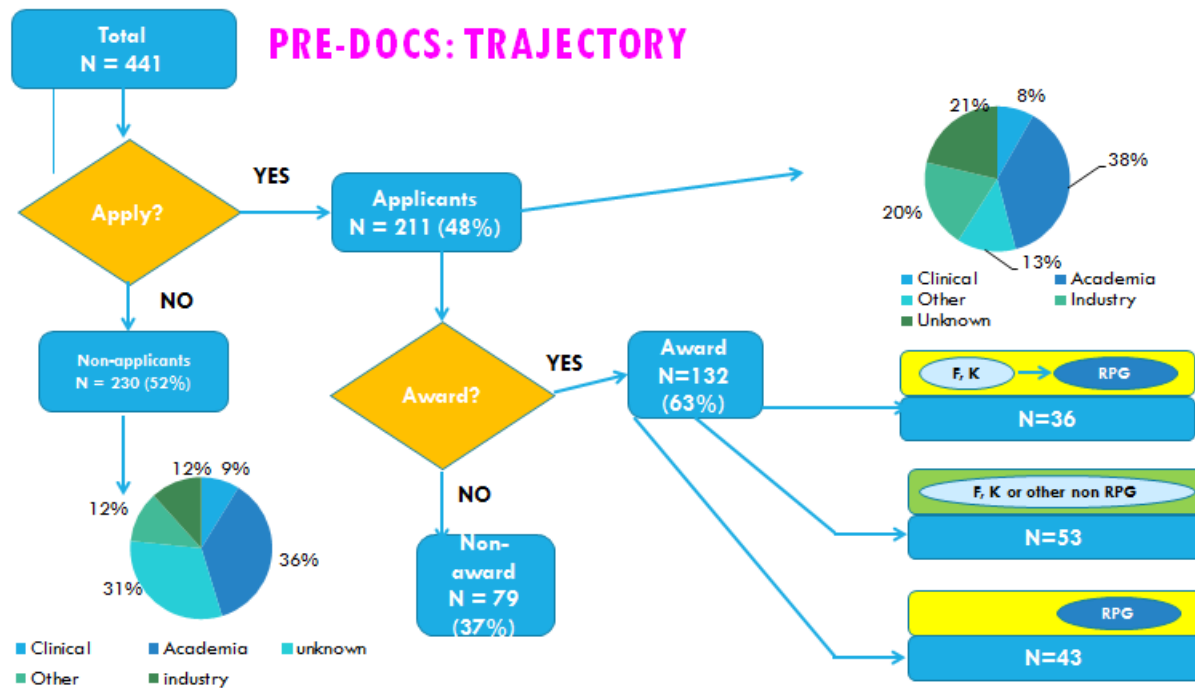 Total
N = 441
PRE-DOCS: TRAJECTORY
Apply?
YES
Applicants
N = 211 (48%)
NO
Non-applicants
N = 230 (52%)
12%
9%
12%
36%
31%
Clinical
Academia
unknown
Other
industry
Award?
YES
NO
Non-
award
N = 79
(37%)
Award
N=132
(63%)
21%
8%
38%
20%
13%
Clinical
Academia
Other
Industry
Unknown
F, K
RPG
N=36
F, K or other non RPG
N=53
RPG
N=43